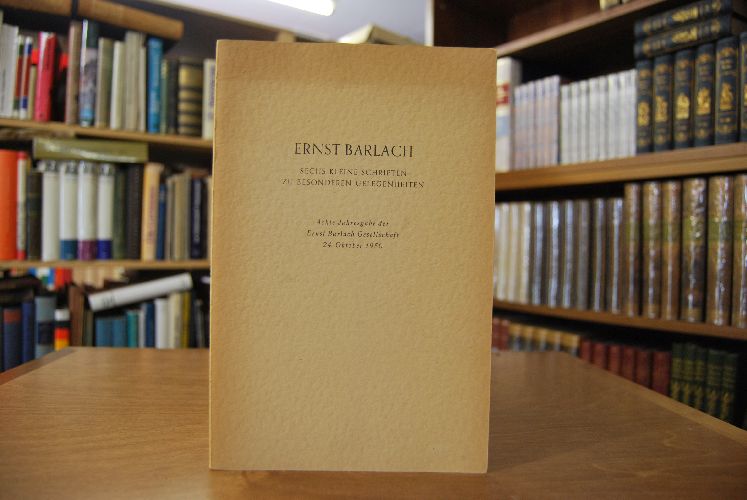 ERNST BARLACH
SECHS KLEINE SCHRIFTEN
ZU BESONDEREN GELEGENHEITEN
Achte Jahresgabe der
Ernst Barlach Gesellschaft
24. Oktober 1956